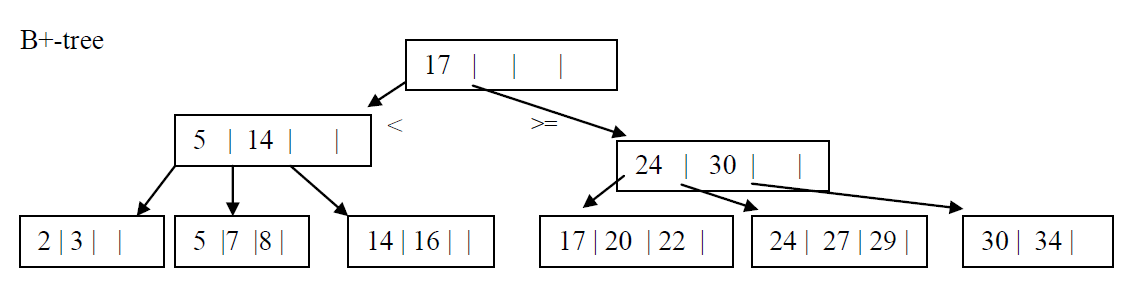 B+-tree
17 | | |
5 | 14 | |
< >=
24 | 30 | |
2 | 3 | |
5 |7 |8 |
14 | 16 | |
17 | 20 | 22 |
24 | 27 | 29 |
30 | 34 |